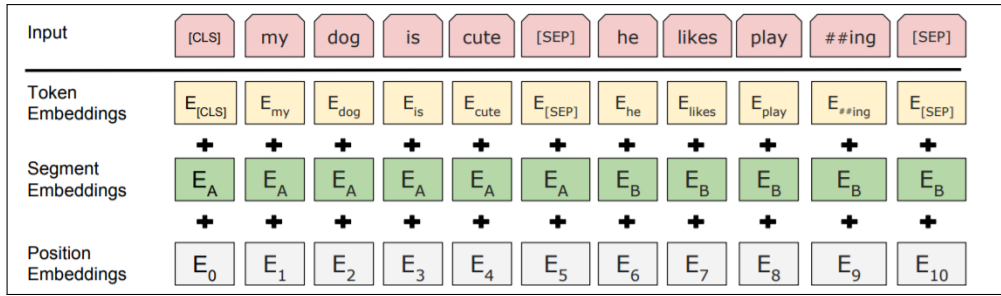 Input [CLS] my dog is cute [SEP] he likes play ##ing [SEP]
Token Embeddings E[CLS] Emy Edog Eis Ecute E[SEP] Ehe Elikes Eplay E##ing E[SEP]
+ + + + + + + + + + +
Segment Embeddings EA EA EA EA EA EA EB EB EB EB EB
+ + + + + + + + + + +
Position Embeddings E0 E1 E2 E3 E4 E5 E6 E7 E8 E9 E10